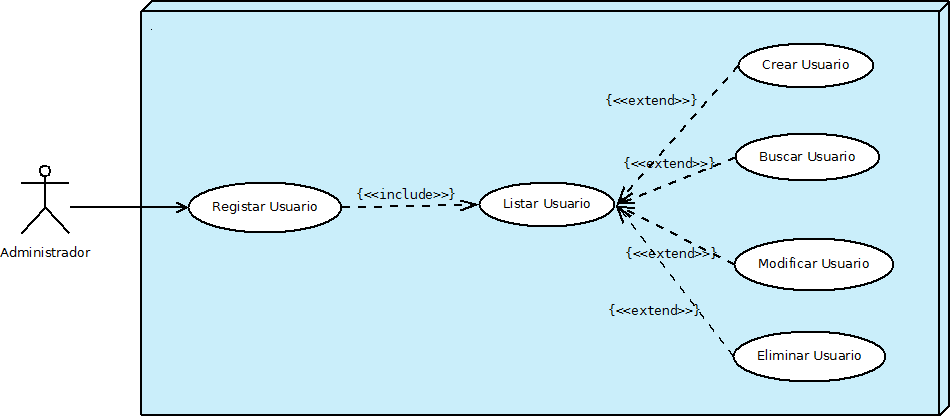 Crear Usuario
{<<extend>>}
Buscar Usuario
{<<extend>>}
{<<include>>}
Registar Usuario
Listar Usuario
Administrador
{<<extend>>}
Modificar Usuario
{<<extend>>}
Eliminar Usuario